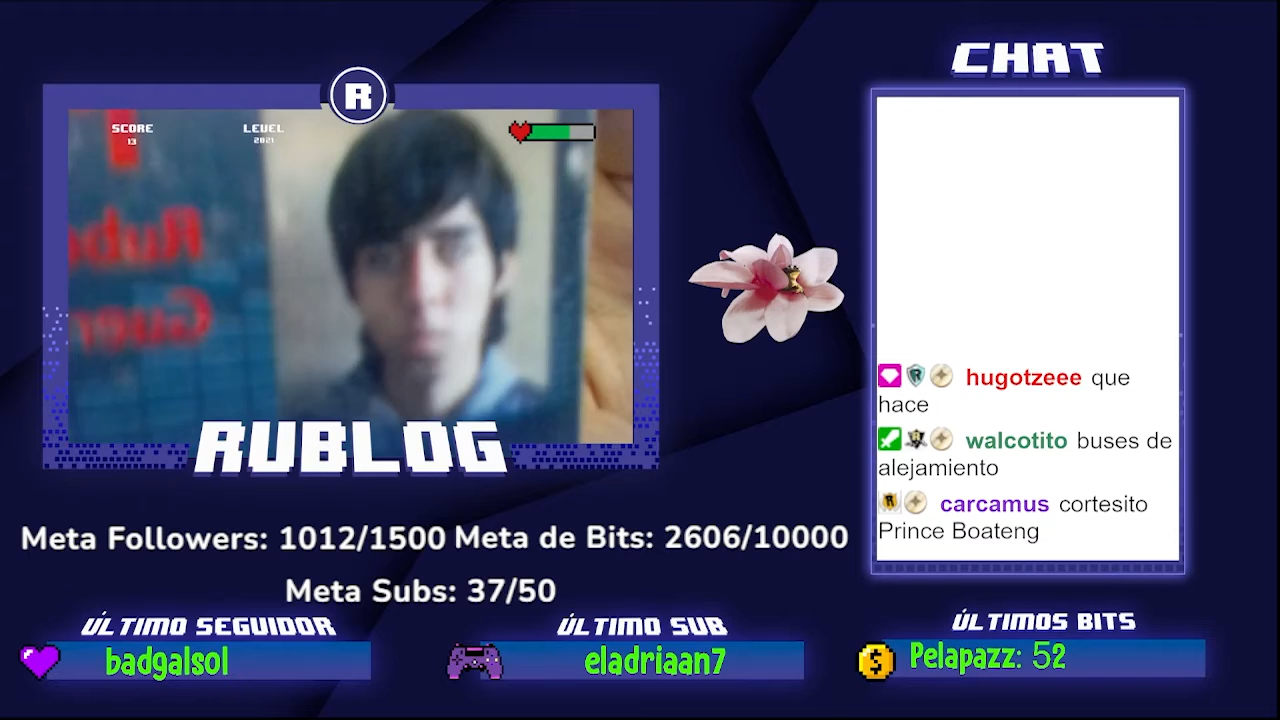 CHAT
R
SCORE
13
LEVEL
2021
RUBLOG
hugotzeee que
hace
walcotito buses de
alejamiento
carcamus cortesito
Prince Boateng
Meta Followers: 1012/1500 Meta de Bits: 2606/10000
Meta Subs: 37/50
ÚLTIMO SEGUIDOR
badgalsol
ÚLTIMO SUB
eladriaan7
ÚLTIMOS BITS
Pelapazz: 52